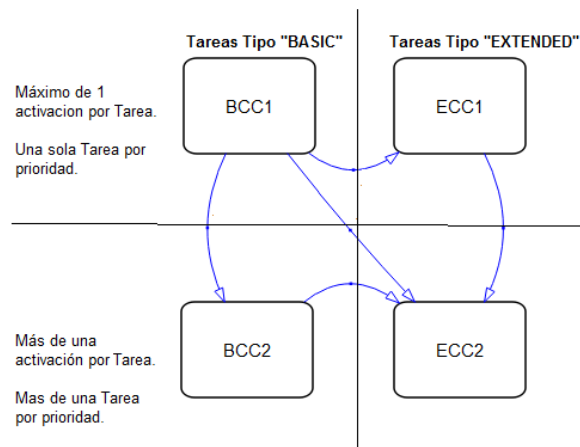 Tareas Tipo "BASIC"
Tareas Tipo "EXTENDED"
Máximo de 1
activacion por Tarea.
Una sola Tarea por
prioridad.
BCC1
ECC1
Más de una
activación por Tarea.
Mas de una Tarea
por prioridad.
BCC2
ECC2